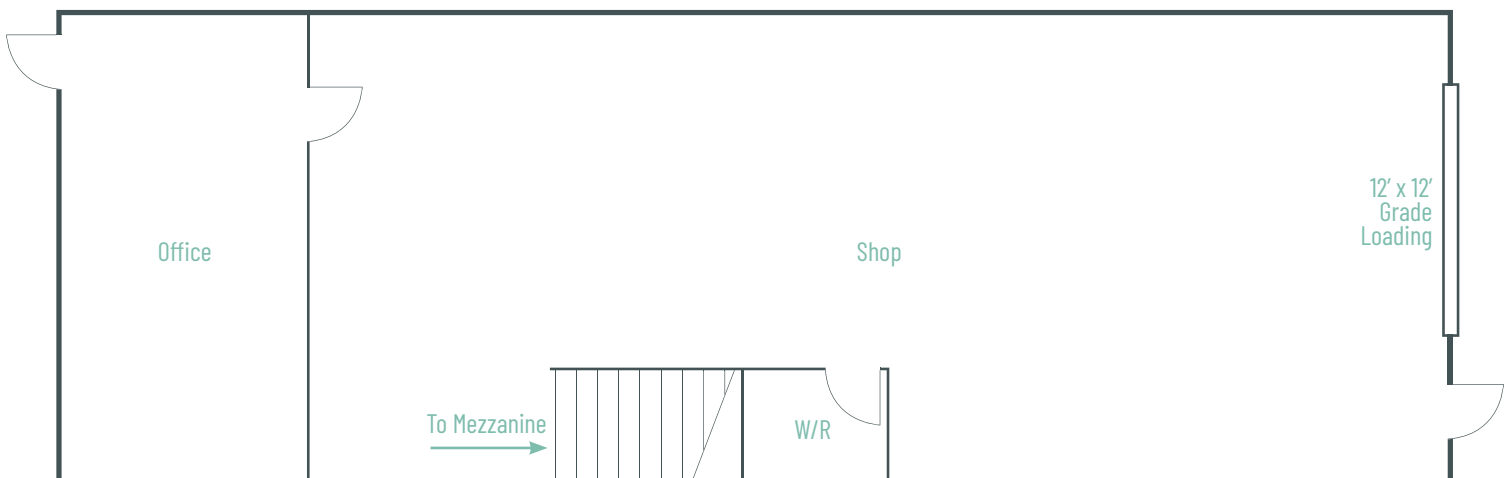 Office
Shop
12’ x 12’
Grade
Loading
To Mezzanine
W/R